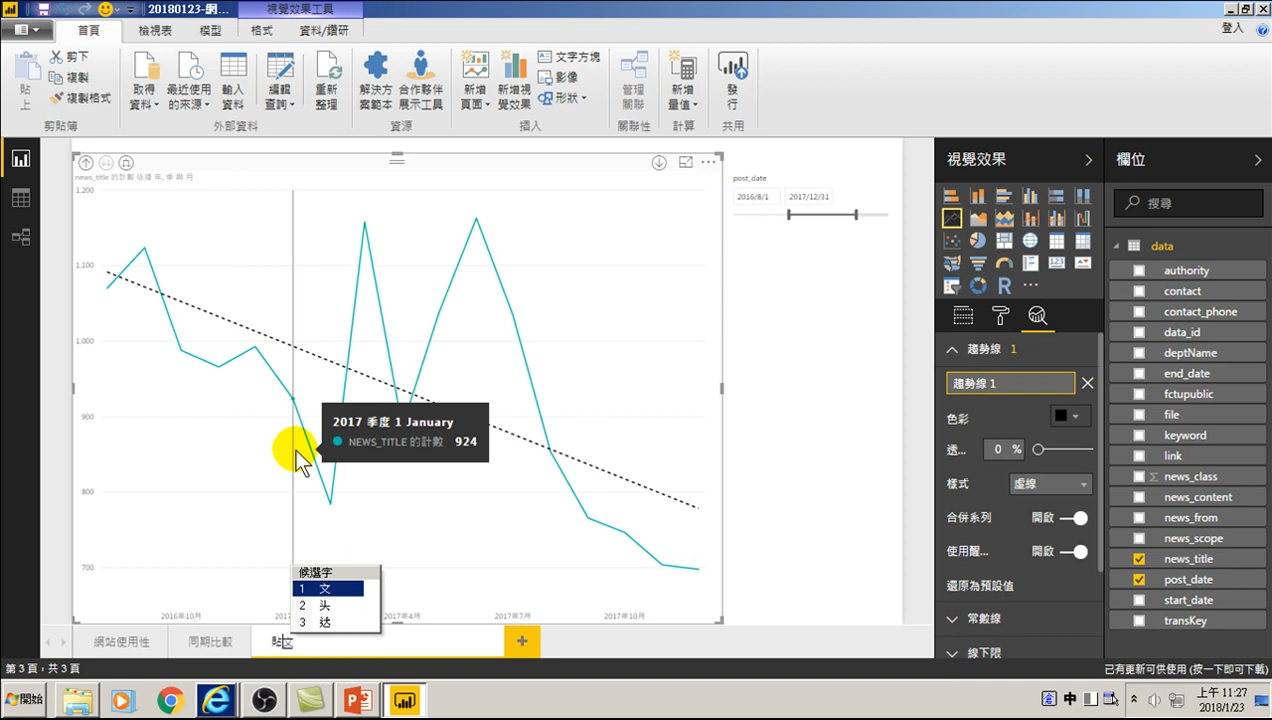 20180123-網...
視覺效果工具
首頁
檢視表
模型
格式
資料/鑽研
登入
貼上
剪下
複製
複製格式
取得資料
最近使用的來源
輸入資料
編輯查詢
重新整理
解決方案範本
合作夥伴展示工具
新增頁面
新增視覺效果
文字方塊
影像
形狀
管理關聯
新增量值
發行
剪貼簿
外部資料
資源
插入
關聯性
計算
共用
news_title 的計數 依據 年, 季 與 月
1,200
1,100
1,000
900
800
700
2017 季度 1 January
NEWS_TITLE 的計數 924
2016年10月
2017
2017年4月
2017年7月
2017年10月
候選字
1 文
2 头
3 迏
post_date
2016/8/1
2017/12/31
視覺效果
趨勢線 1
趨勢線 1
色彩
透...
0 %
樣式
虛線
合併系列
開啟
使用醒...
開啟
還原為預設值
常數線
線下限
欄位
搜尋
data
authority
contact
contact_phone
data_id
deptName
end_date
fctupublic
file
keyword
link
Σ news_class
news_content
news_from
news_scope
news_title
post_date
start_date
transKey
網站使用性
同期比較
貼文
第 3 頁，共 3 頁
已有更新可供使用 (按一下即可下載)
開始
中
上午 11:27
2018/1/23